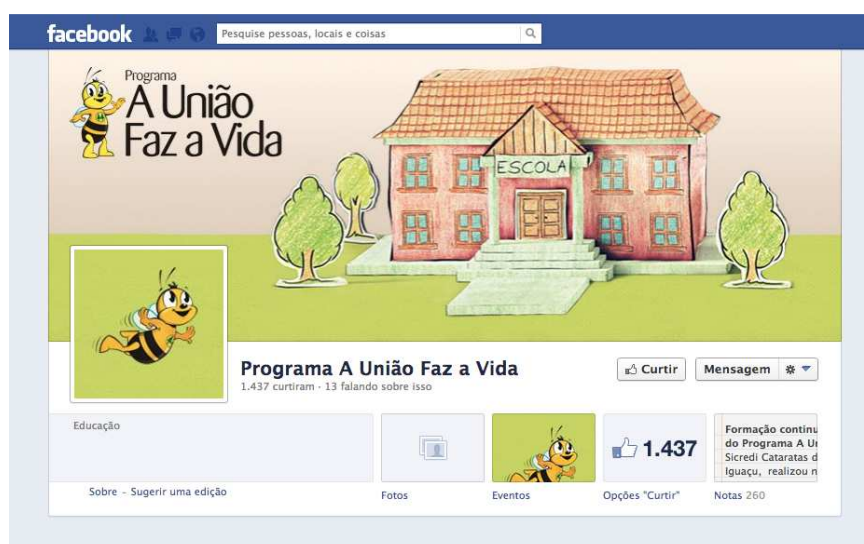 facebook
Pesquise pessoas, locais e coisas
Programa
A União
Faz a Vida
ESCOLA
Programa A União Faz a Vida
1.437 curtiram · 13 falando sobre isso
Curtir
Mensagem
Educação
1.437
Formação continu
do Programa A Un
Sicredi Cataratas d
Iguaçu, realizou n
Sobre - Sugerir uma edição
Fotos
Eventos
Opções "Curtir"
Notas 260